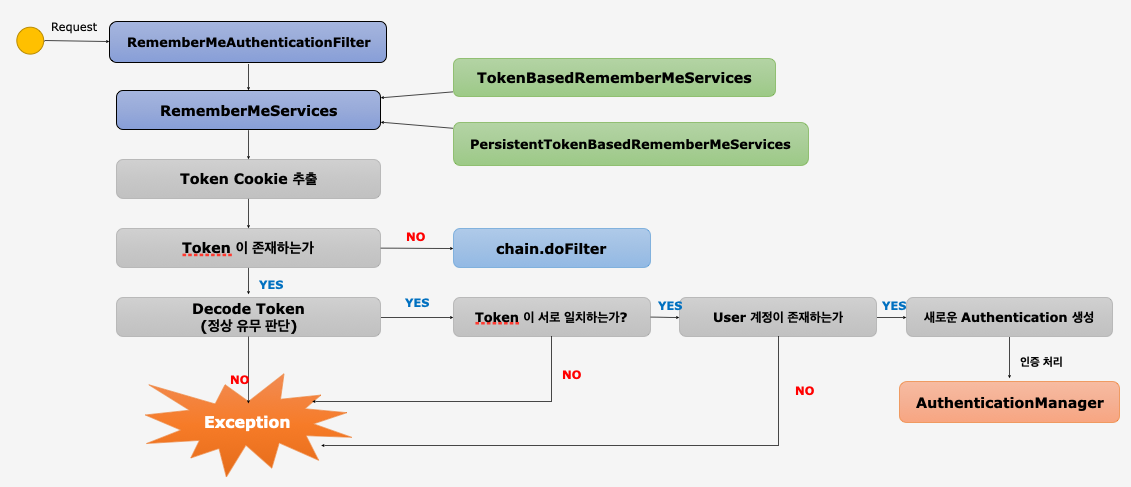 Request
RememberMeAuthenticationFilter
RememberMeServices
TokenBasedRememberMeServices
PersistentTokenBasedRememberMeServices
Token Cookie 추출
Token 이 존재하는가
NO
chain.doFilter
YES
Decode Token
(정상 유무 판단)
YES
Token 이 서로 일치하는가?
YES
User 계정이 존재하는가
YES
새로운 Authentication 생성
NO
NO
NO
인증 처리
Exception
AuthenticationManager